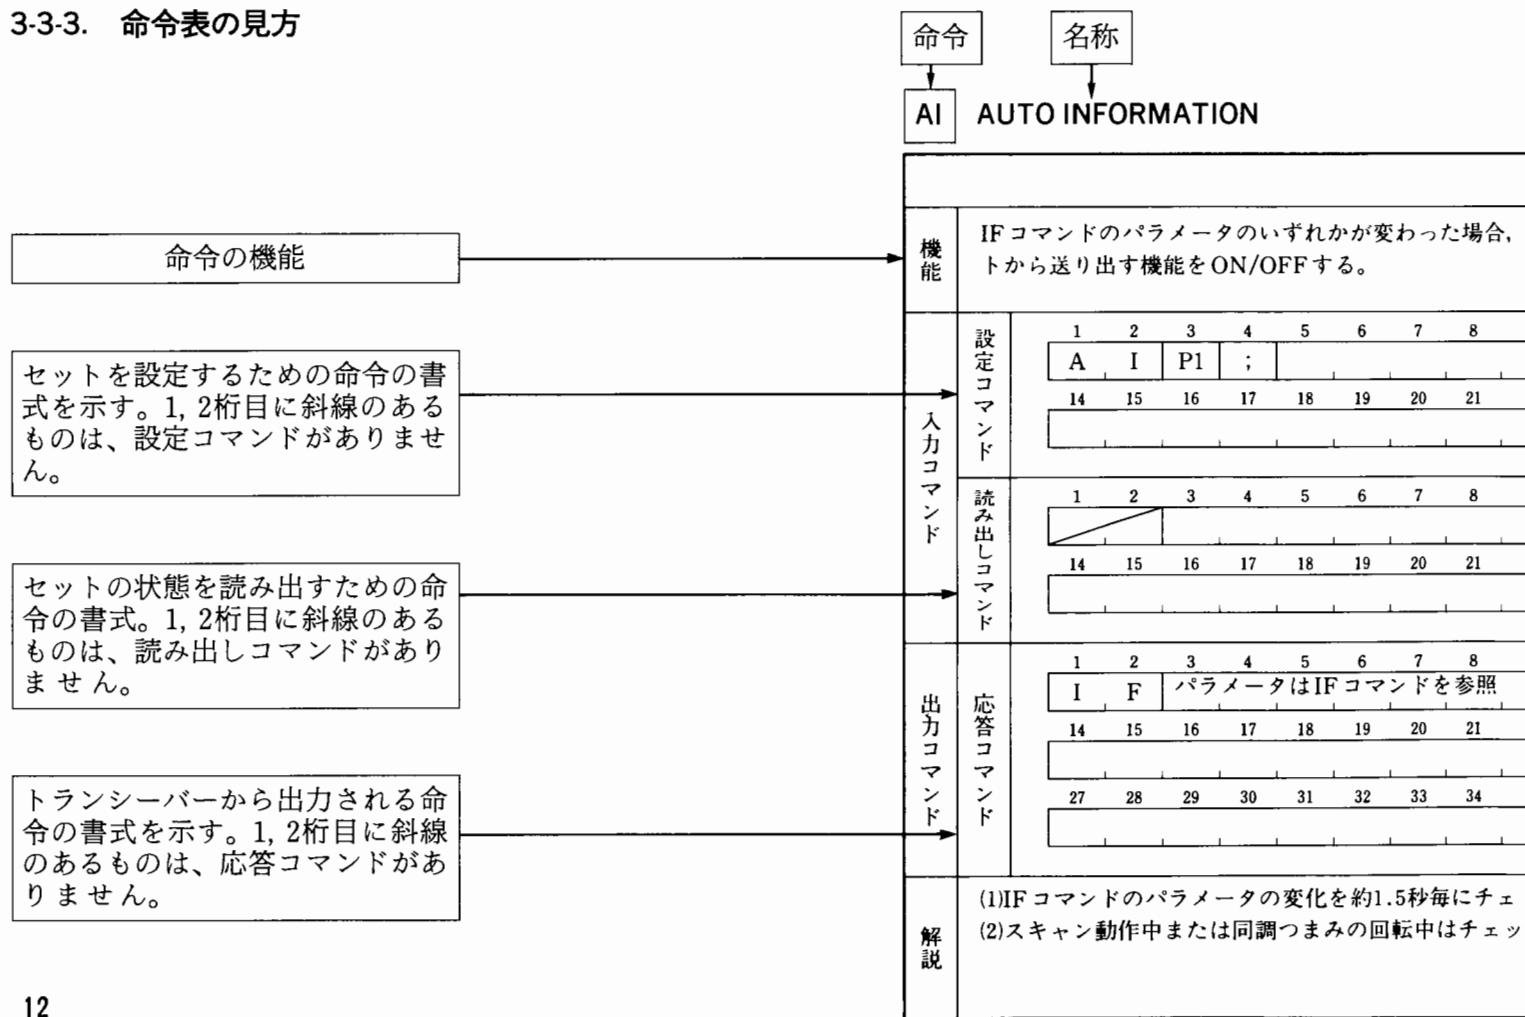 3-3-3. 命令表の見方
命令
名称
AI
AUTO INFORMATION
命令の機能
機能
IFコマンドのパラメータのいずれかが変わった場合,
トから送り出す機能をON/OFFする。
セットを設定するための命令の書
式を示す。1, 2桁目に斜線のある
ものは、設定コマンドがありませ
ん。
入力コマンド
設定コマンド
1 2 3 4 5 6 7 8
A I P1 ;
14 15 16 17 18 19 20 21
セットの状態を読み出すための命
令の書式。1, 2桁目に斜線のある
ものは、読み出しコマンドがあり
ません。
読み出しコマンド
1 2 3 4 5 6 7 8
14 15 16 17 18 19 20 21
トランシーバーから出力される命
令の書式を示す。1, 2桁目に斜線
のあるものは、応答コマンドがあ
りません。
出力コマンド
応答コマンド
1 2 3 4 5 6 7 8
I F パラメータはIFコマンドを参照
14 15 16 17 18 19 20 21
27 28 29 30 31 32 33 34
解説
(1)IFコマンドのパラメータの変化を約1.5秒毎にチェ
(2)スキャン動作中または同調つまみの回転中はチェッ
12